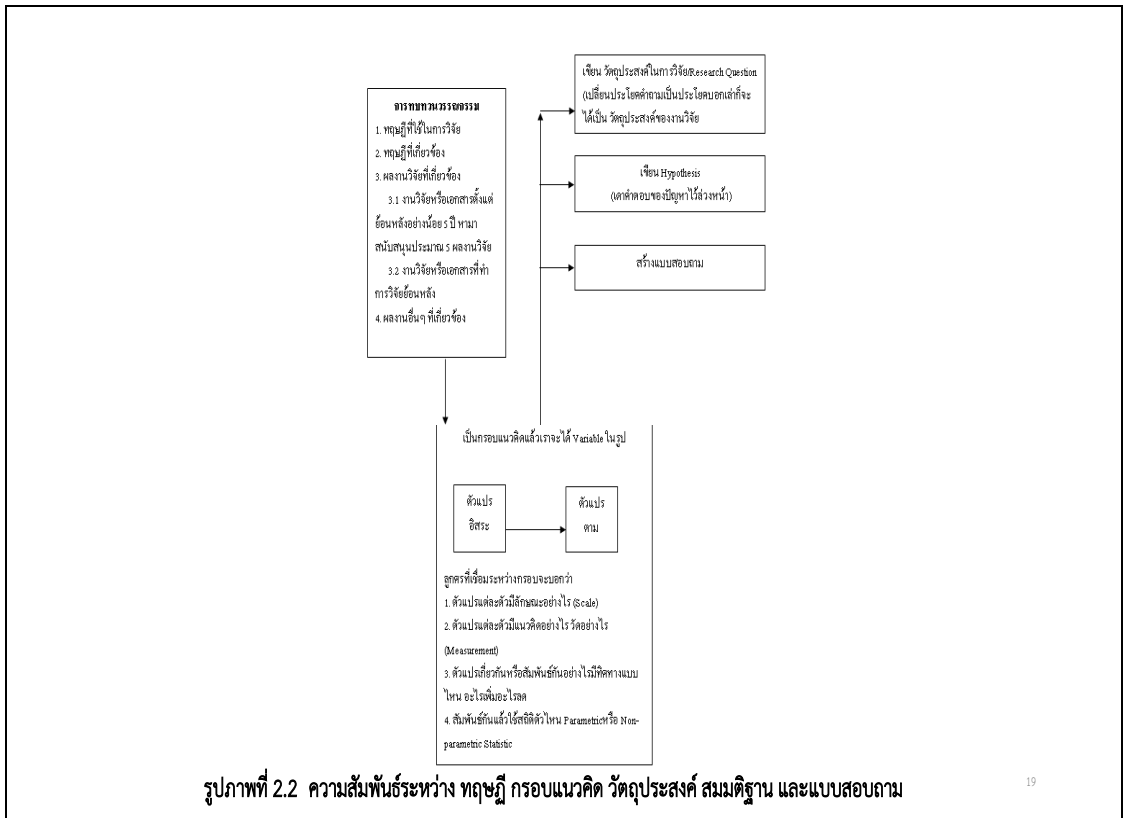 การทบทวนวรรณกรรม
1. ทฤษฎีที่ใช้ในการวิจัย
2. ทฤษฎีที่เกี่ยวข้อง
3. ผลงานวิจัยที่เกี่ยวข้อง
3.1 งานวิจัยหรือเอกสารตั้งแต่
ย้อนหลังอย่างน้อย 5 ปี หามา
สนับสนุนประมาณ 5 ผลงานวิจัย
3.2 งานวิจัยหรือเอกสารที่ทำ
การวิจัยย้อนหลัง
4. ผลงานอื่นๆ ที่เกี่ยวข้อง
เขียน วัตถุประสงค์ในการวิจัย/Research Question
(เปลี่ยนประโยคคำถามเป็นประโยคบอกเล่าก็จะ
ได้เป็น วัตถุประสงค์ของงานวิจัย
เขียน Hypothesis
(เดาคำตอบของปัญหาไว้ล่วงหน้า)
สร้างแบบสอบถาม
เป็นกรอบแนวคิดแล้วเราจะได้ Variable ในรูป
ตัวแปร
อิสระ
ตัวแปร
ตาม
ลูกศรที่เชื่อมระหว่างกรอบจะบอกว่า
1. ตัวแปรแต่ละตัวมีลักษณะอย่างไร (Scale)
2. ตัวแปรแต่ละตัวมีแนวคิดอย่างไร วัดอย่างไร
(Measurement)
3. ตัวแปรเกี่ยวกันหรือสัมพันธ์กันอย่างไรมีทิศทางแบบ
ไหน อะไรเพิ่มอะไรลด
4. สัมพันธ์กันแล้วใช้สถิติตัวไหน Parametricหรือ Non-
parametric Statistic
รูปภาพที่ 2.2 ความสัมพันธ์ระหว่าง ทฤษฏี กรอบแนวคิด วัตถุประสงค์ สมมติฐาน และแบบสอบถาม
19